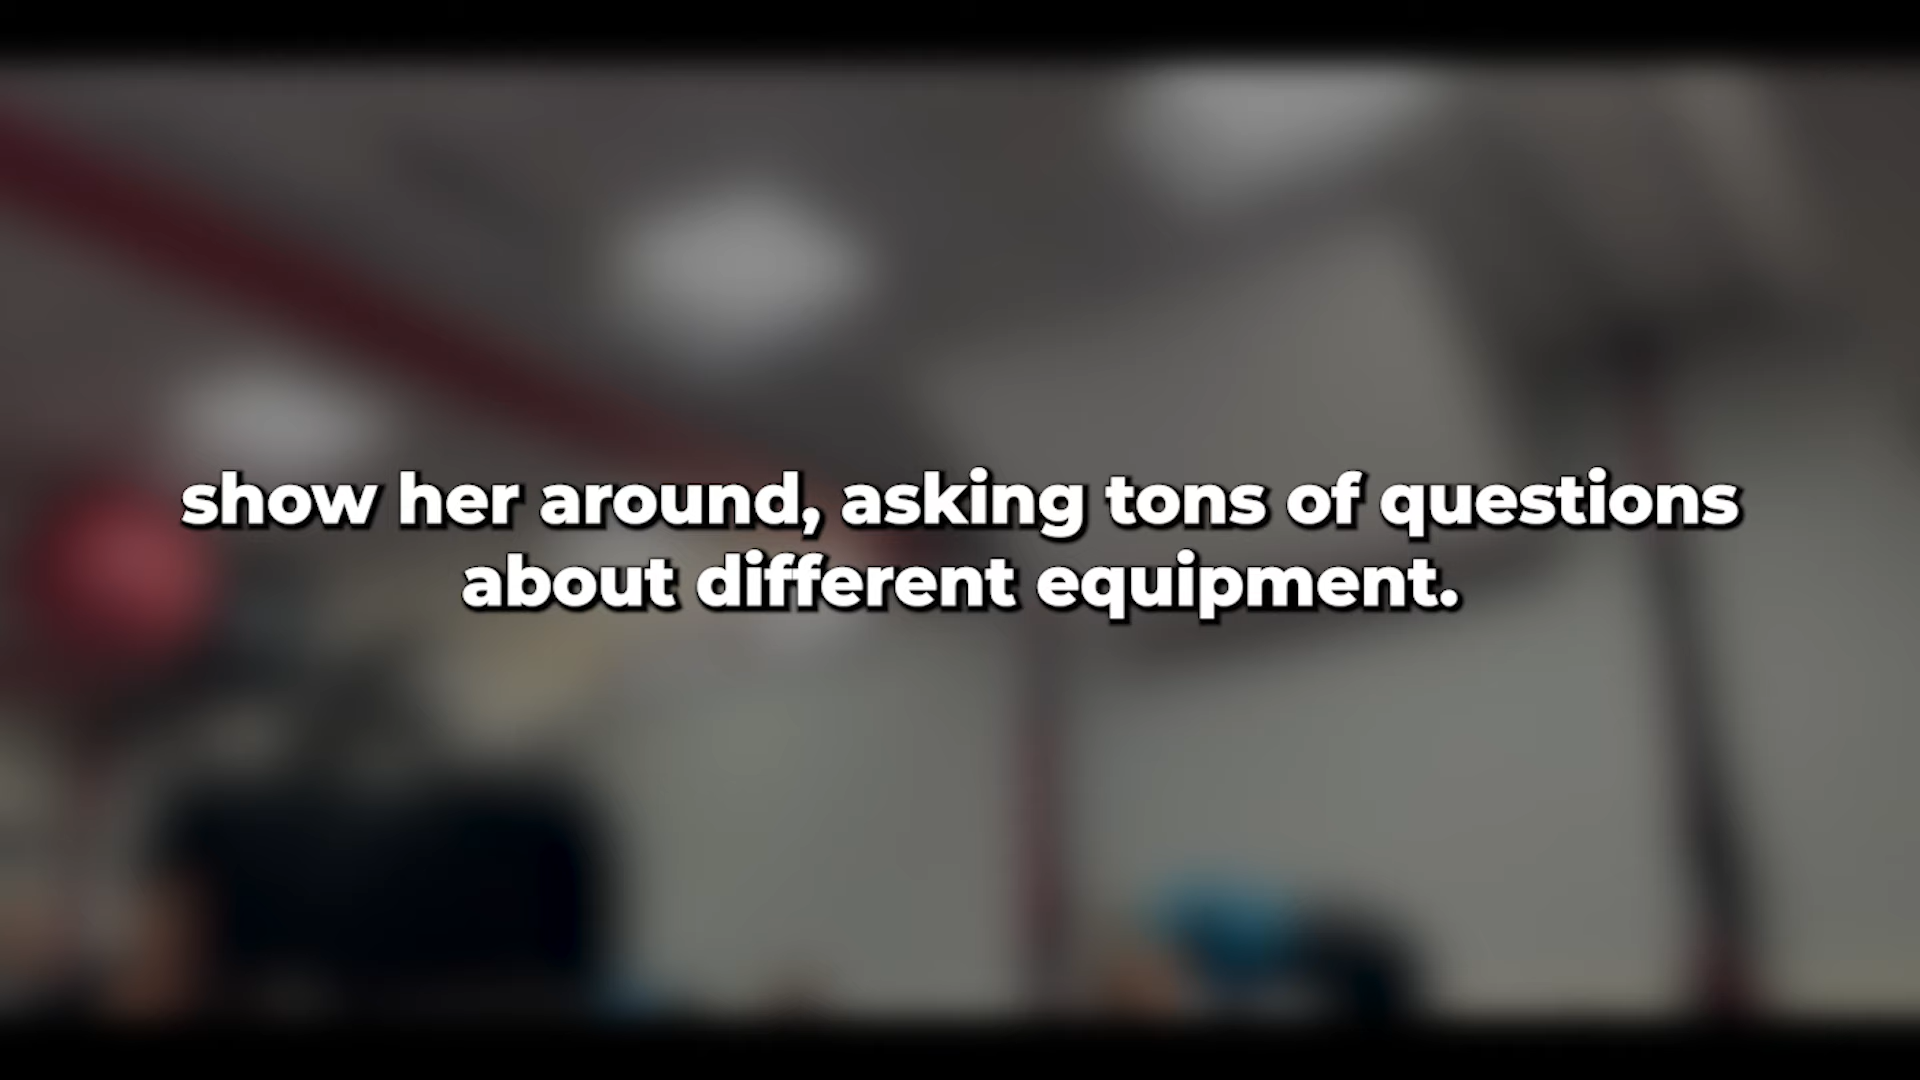 show her around, asking tons of questions
about different equipment.